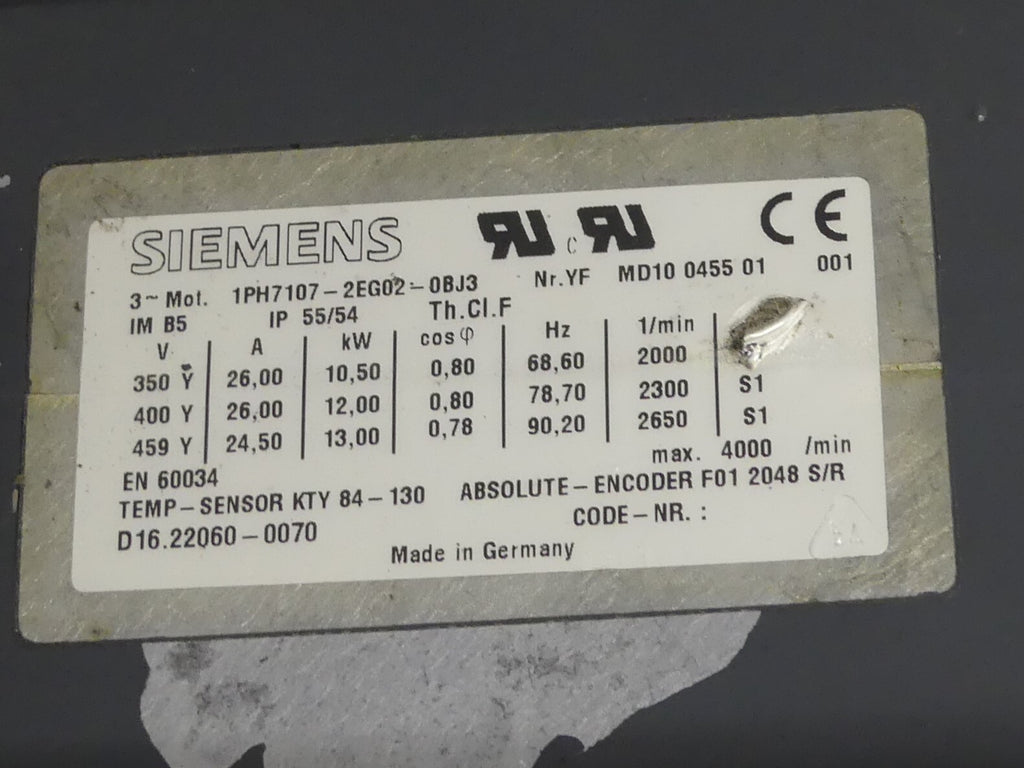 SIEMENS
3~ Mot. 1PH7107-2EG02-0BJ3 Nr.YF MD10 0455 01 001
IM B5 IP 55/54 Th.Cl.F
V A kW cosφ Hz 1/min
350 Y 26,00 10,50 0,80 68,60 2000
400 Y 26,00 12,00 0,80 78,70 2300 S1
459 Y 24,50 13,00 0,78 90,20 2650 S1
max. 4000 /min
EN 60034
TEMP-SENSOR KTY 84-130 ABSOLUTE-ENCODER F01 2048 S/R
D16.22060-0070 CODE-NR. :
Made in Germany